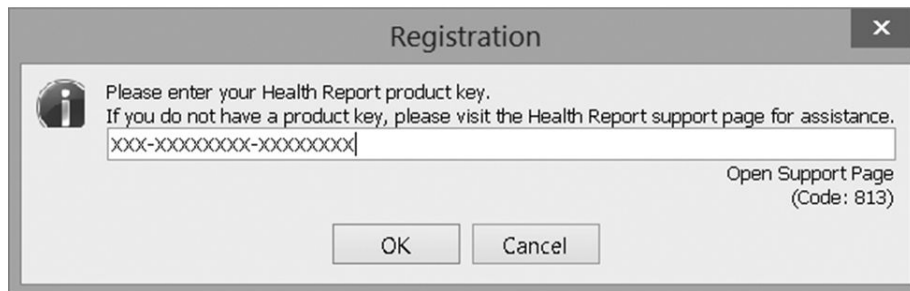 Registration
Please enter your Health Report product key.
If you do not have a product key, please visit the Health Report support page for assistance.
XXX-XXXXXXXX-XXXXXXXX
Open Support Page
(Code: 813)
OK Cancel